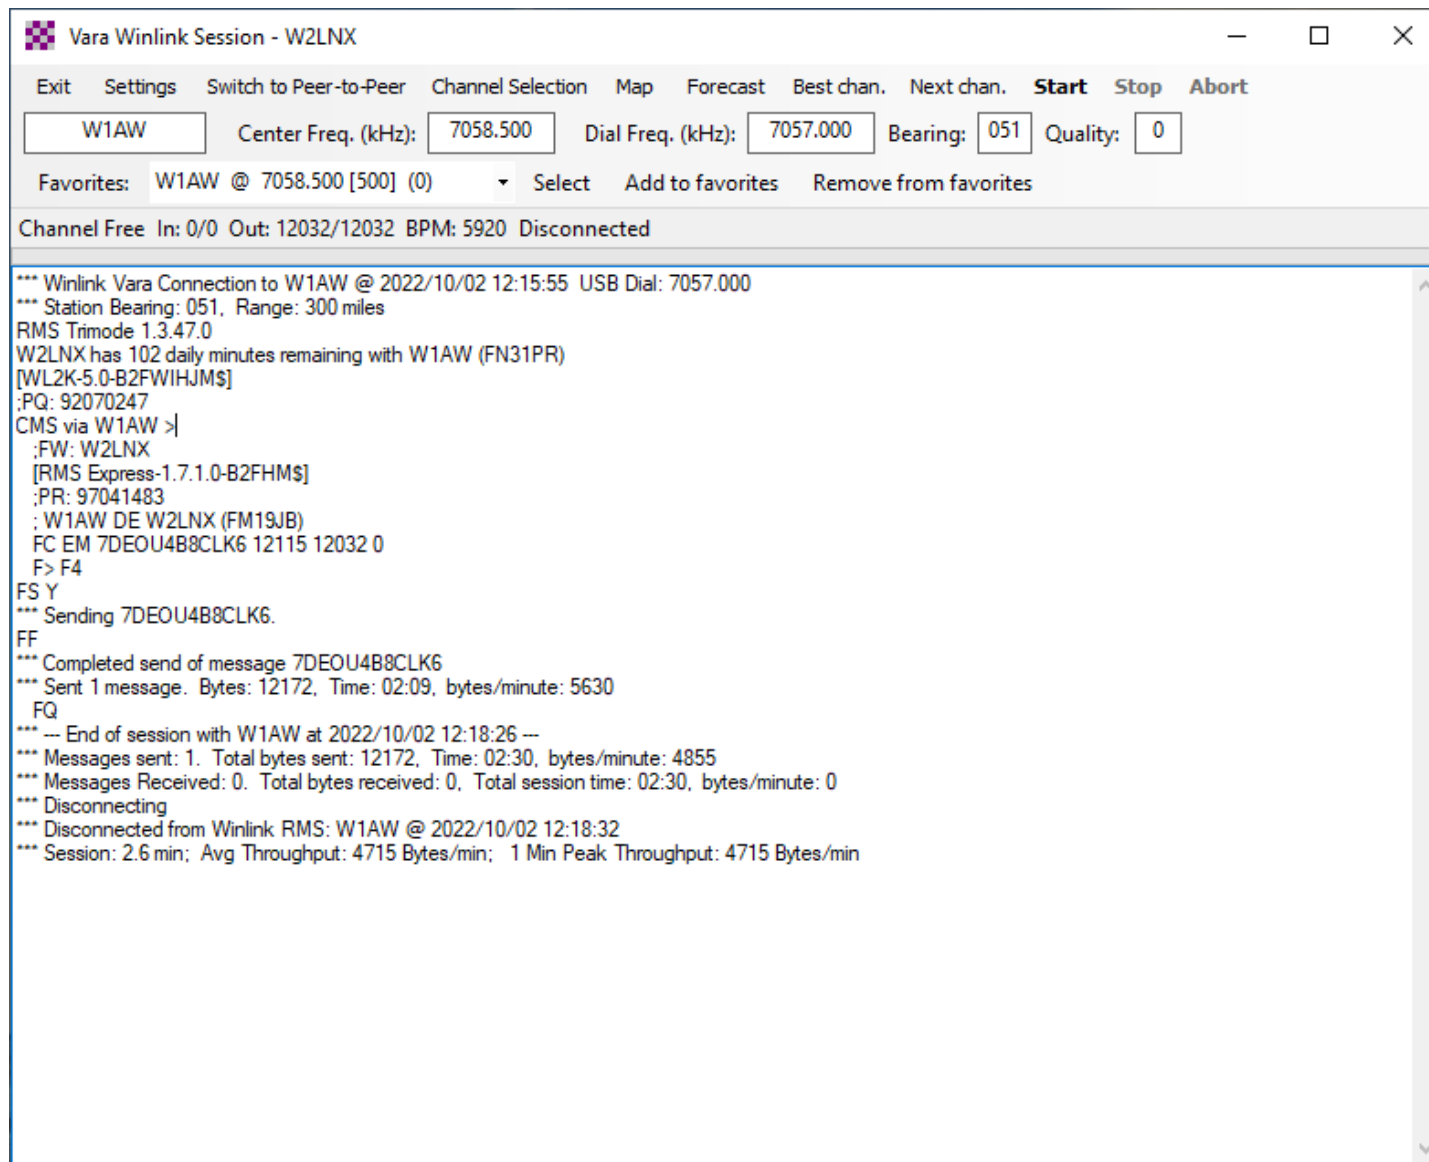 Vara Winlink Session - W2LNX
Exit Settings Switch to Peer-to-Peer Channel Selection Map Forecast Best chan. Next chan. Start Stop Abort
W1AW Center Freq. (kHz): 7058.500 Dial Freq. (kHz): 7057.000 Bearing: 051 Quality: 0
Favorites: W1AW @ 7058.500 [500] (0) Select Add to favorites Remove from favorites
Channel Free In: 0/0 Out: 12032/12032 BPM: 5920 Disconnected
*** Winlink Vara Connection to W1AW @ 2022/10/02 12:15:55 USB Dial: 7057.000
*** Station Bearing: 051, Range: 300 miles
RMS Trimode 1.3.47.0
W2LNX has 102 daily minutes remaining with W1AW (FN31PR)
[WL2K-5.0-B2FWIHJM$]
;PQ: 92070247
CMS via W1AW >
;FW: W2LNX
[RMS Express-1.7.1.0-B2FHM$]
;PR: 97041483
; W1AW DE W2LNX (FM19JB)
FC EM 7DEOU4B8CLK6 12115 12032 0
F> F4
FS Y
*** Sending 7DEOU4B8CLK6.
FF
*** Completed send of message 7DEOU4B8CLK6
*** Sent 1 message. Bytes: 12172, Time: 02:09, bytes/minute: 5630
FQ
*** --- End of session with W1AW at 2022/10/02 12:18:26 ---
*** Messages sent: 1. Total bytes sent: 12172, Time: 02:30, bytes/minute: 4855
*** Messages Received: 0. Total bytes received: 0, Total session time: 02:30, bytes/minute: 0
*** Disconnecting
*** Disconnected from Winlink RMS: W1AW @ 2022/10/02 12:18:32
*** Session: 2.6 min; Avg Throughput: 4715 Bytes/min; 1 Min Peak Throughput: 4715 Bytes/min